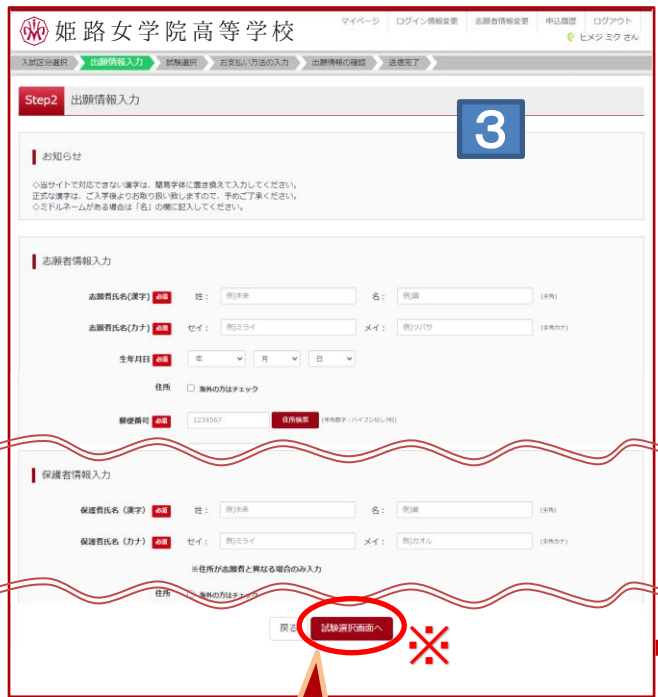 姫路女学院高等学校
マイページ ログイン情報変更 志願者情報変更 申込履歴 ログアウト
ヒメジ ミク さん
入試区分選択 出願情報入力 試験選択 お支払い方法の入力 出願情報の確認 送信完了
Step2 出願情報入力
3
お知らせ
◇当サイトで対応できない漢字は、簡易字体に置き換えて入力してください。
正式な漢字は、ご入学後よりお取り扱い致しますので、予めご了承ください。
◇ミドルネームがある場合は「名」の欄に記入してください。
志願者情報入力
志願者氏名(漢字) 必須 姓： 例)未来 名： (全角)
志願者氏名(カナ) 必須 セイ： 例)ミライ メイ： 例)ツバサ (全角カナ)
生年月日 必須 年 月 日
住所 海外の方はチェック
郵便番号 必須 1234567 住所検索 (半角数字：ハイフンなし7桁)
保護者情報入力
保護者氏名（漢字） 必須 姓： 例)未来 名： (全角)
保護者氏名（カナ） 必須 セイ： 例)ミライ メイ： 例)カオル (全角カナ)
※住所が志願者と異なる場合のみ入力
住所 海外の方はチェック
戻る 試験選択画面へ ※